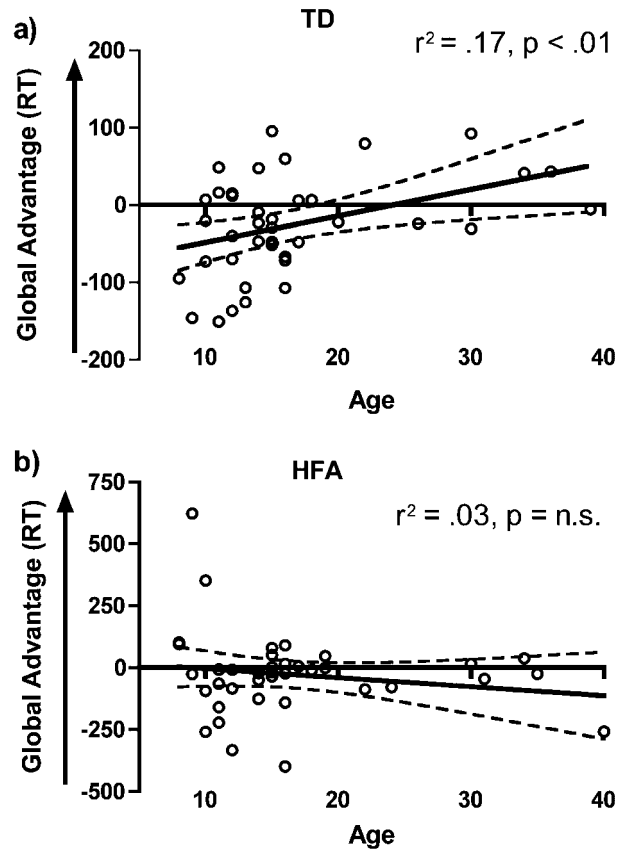 a)
TD
r² = .17, p < .01
Global Advantage (RT)
200
100
0
-100
-200
10 20 30 40
Age
b)
HFA
r² = .03, p = n.s.
Global Advantage (RT)
750
500
250
0
-250
-500
10 20 30 40
Age